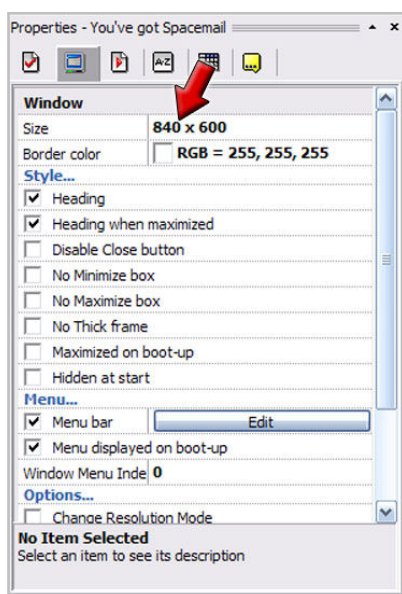 Properties - You've got Spacemail
A-Z
Window
Size 840 x 600
Border color RGB = 255, 255, 255
Style...
Heading
Heading when maximized
Disable Close button
No Minimize box
No Maximize box
No Thick frame
Maximized on boot-up
Hidden at start
Menu...
Menu bar Edit
Menu displayed on boot-up
Window Menu Inde 0
Options...
Change Resolution Mode
No Item Selected
Select an item to see its description